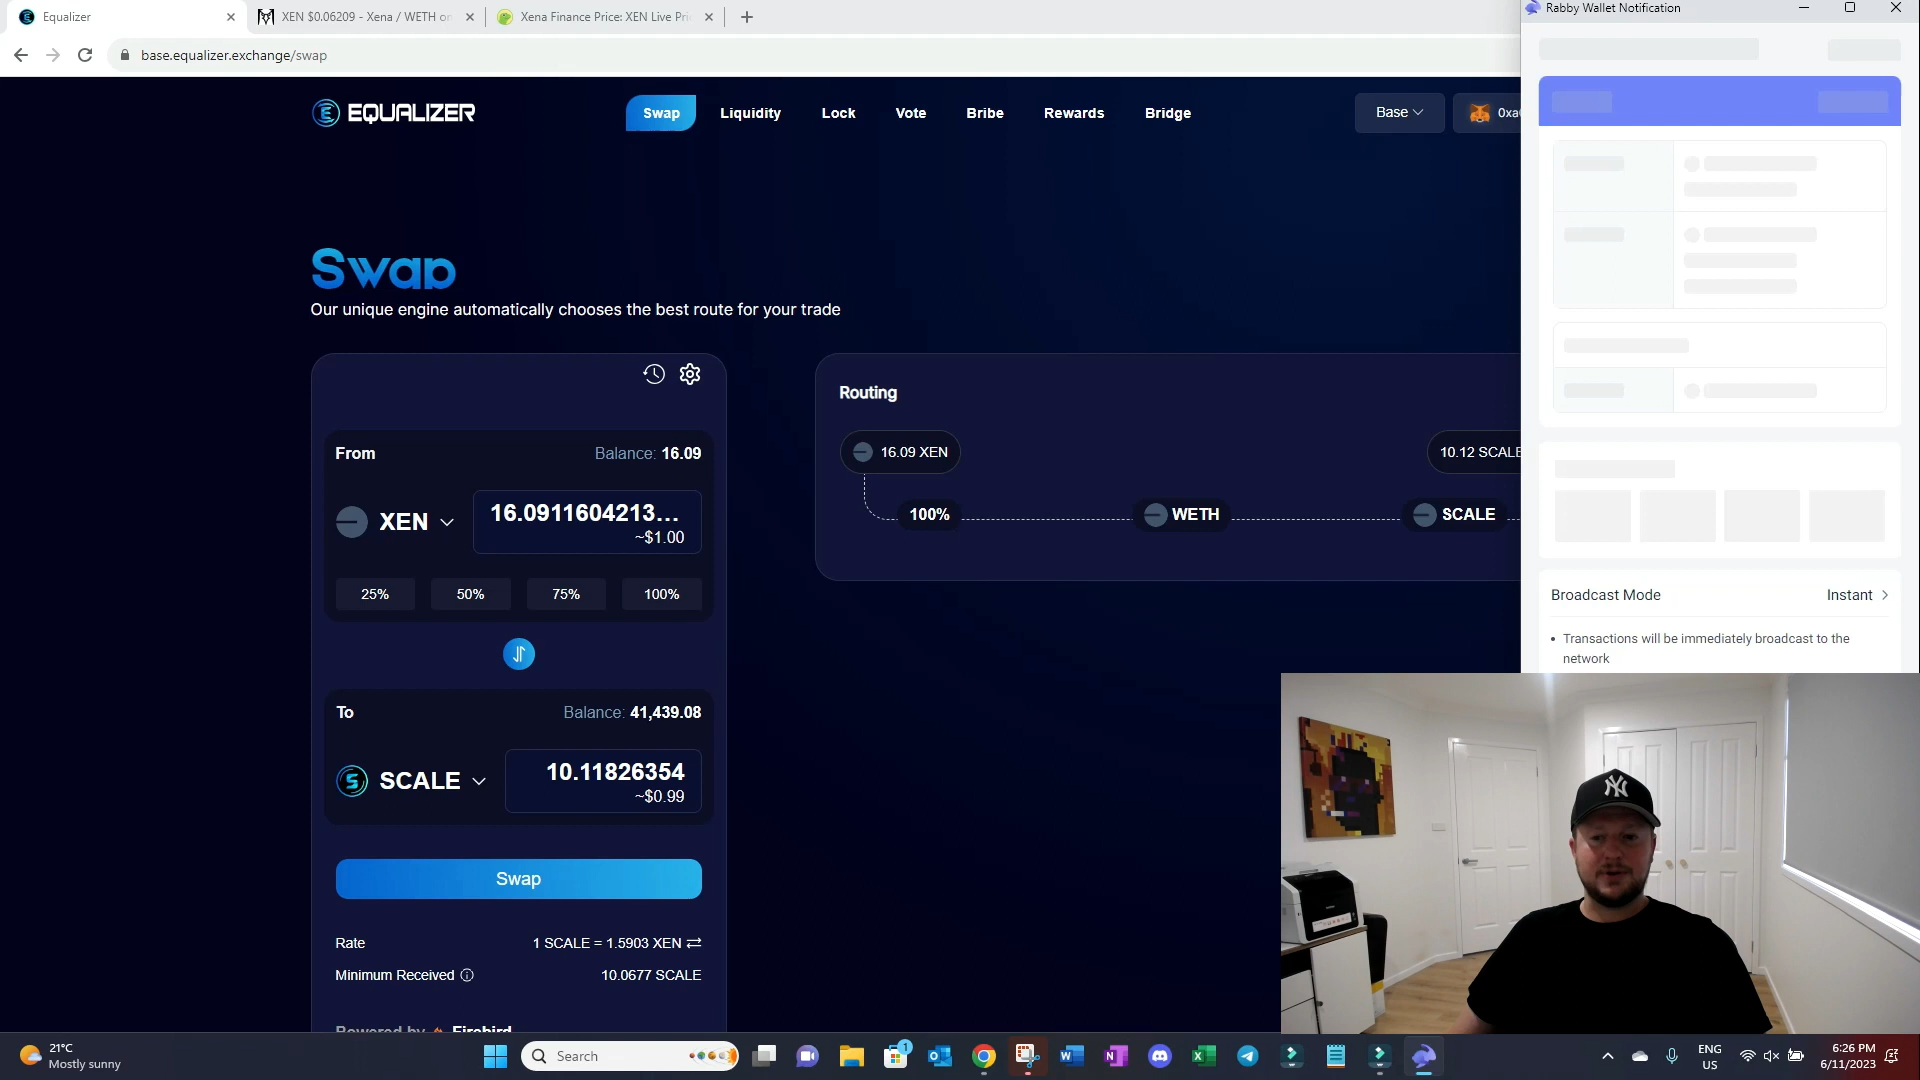 Equalizer
XEN $0.06209 - Xena / WETH on
Xena Finance Price: XEN Live Pri
Rabby Wallet Notification
base.equalizer.exchange/swap
EQUALIZER
Swap
Liquidity
Lock
Vote
Bribe
Rewards
Bridge
Base
0xa
Swap
Our unique engine automatically chooses the best route for your trade
From
Balance: 16.09
XEN
16.0911604213...
~$1.00
25%
50%
75%
100%
To
Balance: 41,439.08
SCALE
10.11826354
~$0.99
Swap
Rate
1 SCALE = 1.5903 XEN
Minimum Received
10.0677 SCALE
Powered by Firebird
Routing
16.09 XEN
10.12 SCALE
100%
WETH
SCALE
Broadcast Mode
Instant
• Transactions will be immediately broadcast to the
network
NY
21°C
Mostly sunny
Search
1
ENG
US
6:26 PM
6/11/2023